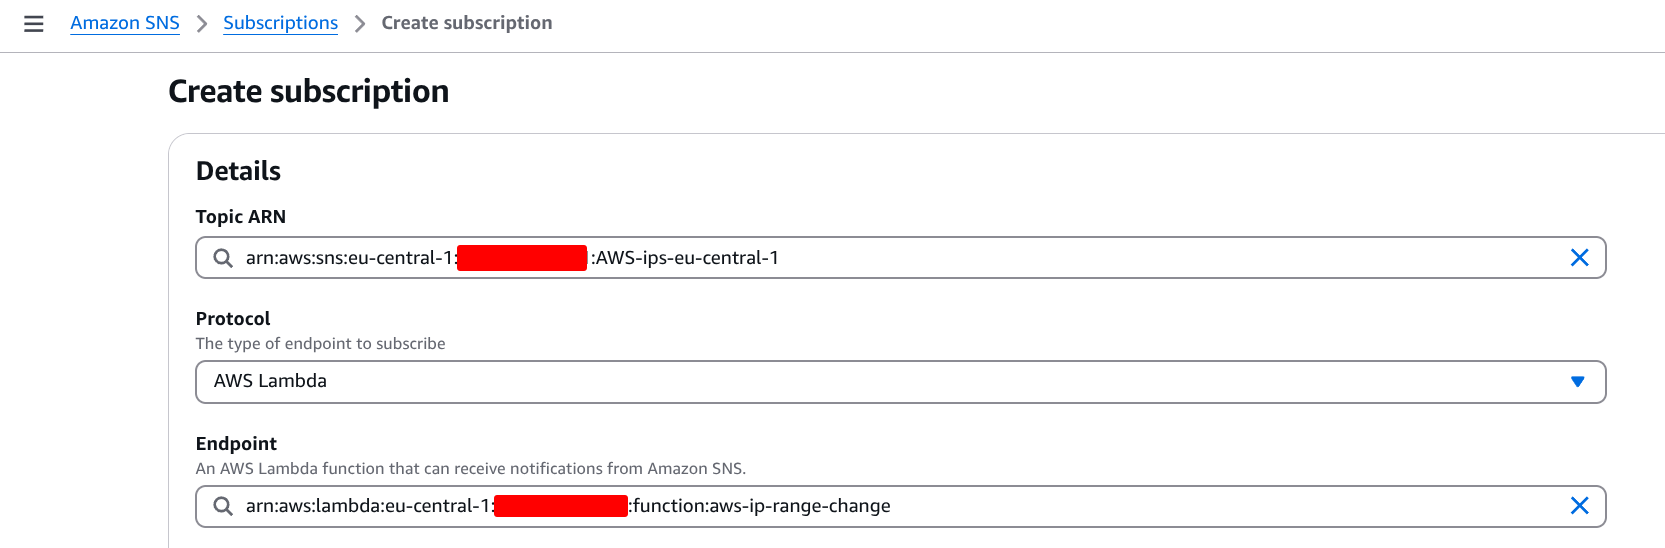 Amazon SNS > Subscriptions > Create subscription
Create subscription
Details
Topic ARN
arn:aws:sns:eu-central-1: :AWS-ips-eu-central-1
Protocol
The type of endpoint to subscribe
AWS Lambda
Endpoint
An AWS Lambda function that can receive notifications from Amazon SNS.
arn:aws:lambda:eu-central-1: :function:aws-ip-range-change